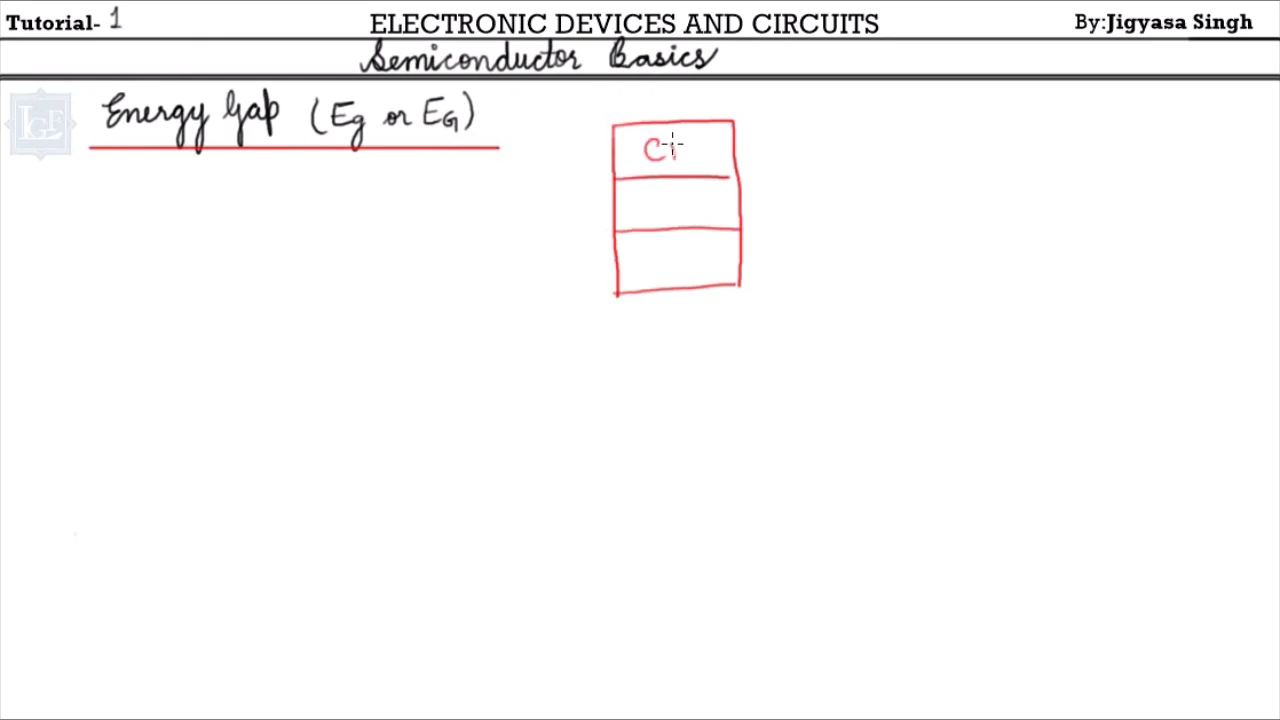 Tutorial- 1
ELECTRONIC DEVICES AND CIRCUITS
By:Jigyasa Singh
Semiconductor Basics
Energy Gap (Eg or EG)
C